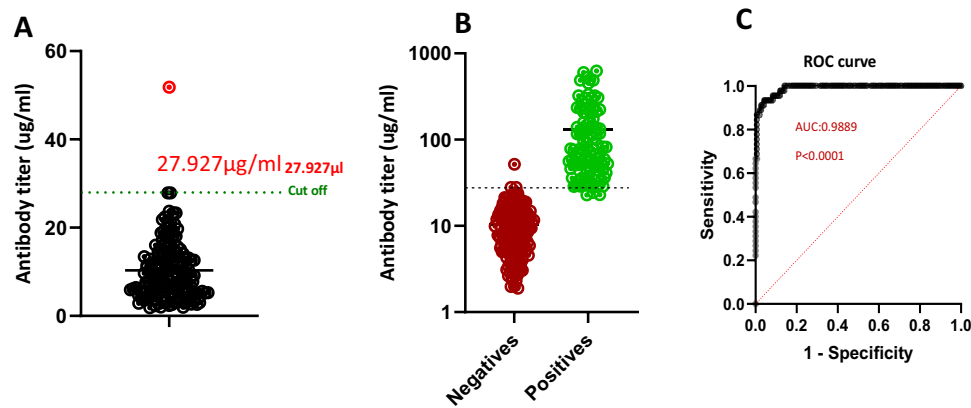 A
Antibody titer (ug/ml)
60
40
20
0
27.927µg/ml 27.927µl
Cut off
B
Antibody titer (ug/ml)
1000
100
10
1
Negatives
Positives
C
ROC curve
Sensitivity
1.0
0.8
0.6
0.4
0.2
0.0
AUC:0.9889
P<0.0001
0.0 0.2 0.4 0.6 0.8 1.0
1 - Specificity